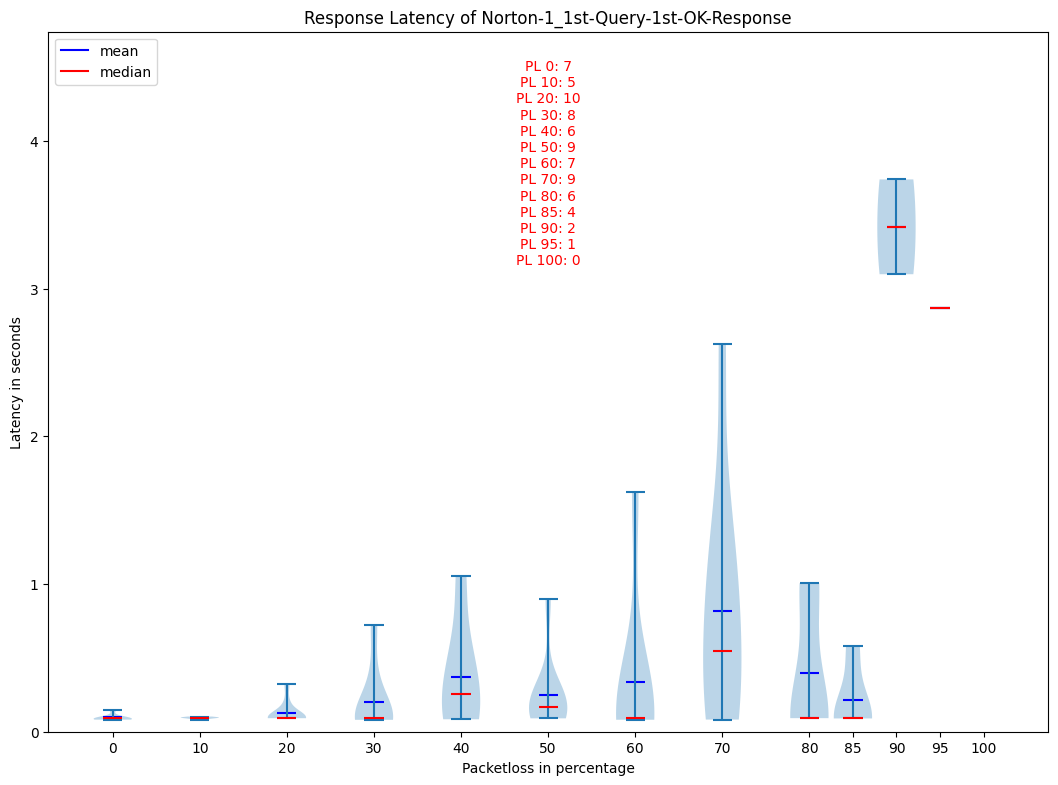 Response Latency of Norton-1_1st-Query-1st-OK-Response
mean
median
PL 0: 7
PL 10: 5
PL 20: 10
PL 30: 8
PL 40: 6
PL 50: 9
PL 60: 7
PL 70: 9
PL 80: 6
PL 85: 4
PL 90: 2
PL 95: 1
PL 100: 0
Latency in seconds
4
3
2
1
0
0 10 20 30 40 50 60 70 80 85 90 95 100
Packetloss in percentage